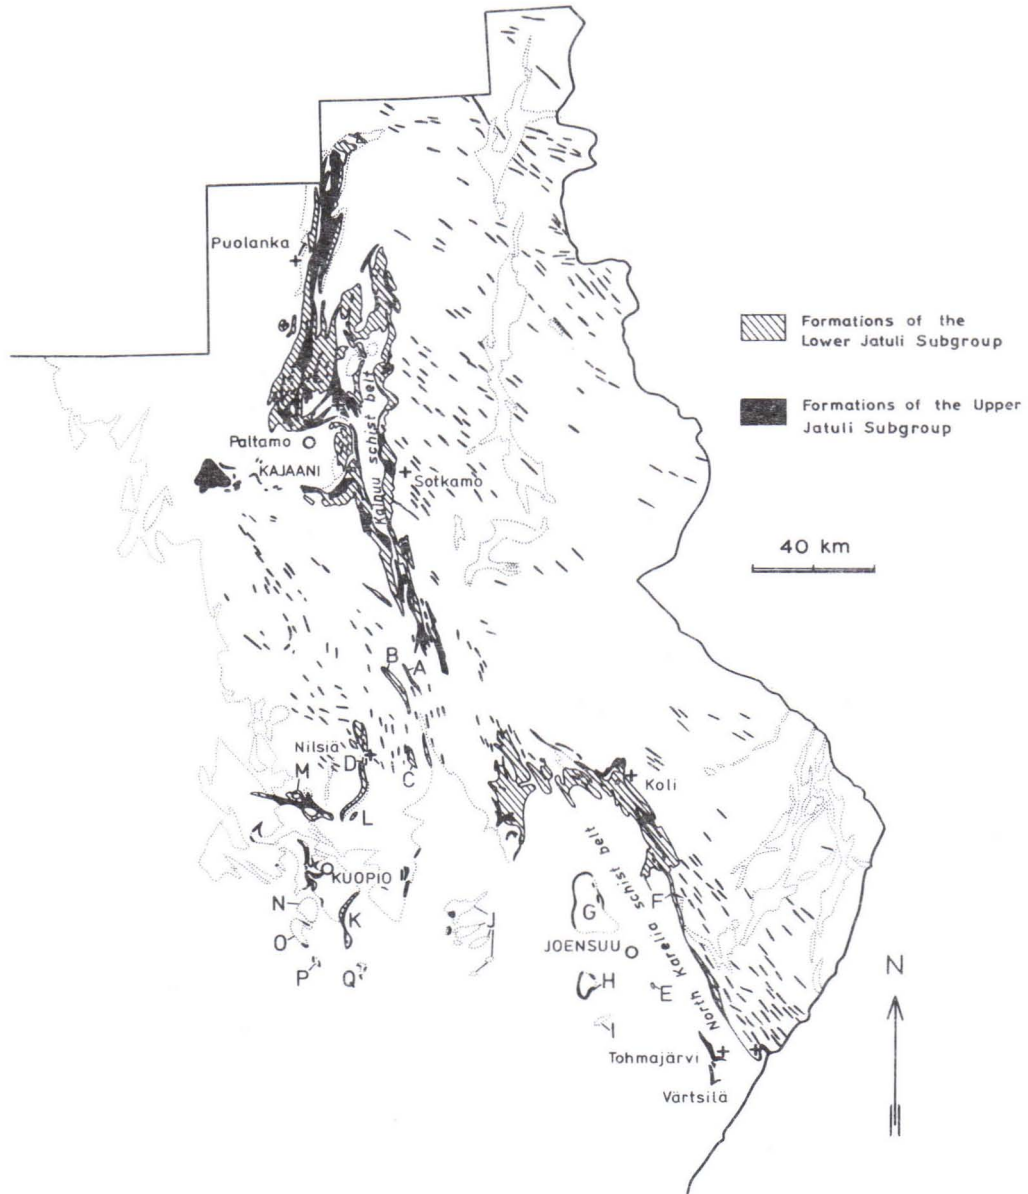 Puolanka
Formations of the
Lower Jatuli Subgroup
Formations of the Upper
Jatuli Subgroup
Kainuu schist belt
Paltamo
KAJAANI
Sotkamo
40 km
B
A
Nilsiä
D
C
M
L
Koli
KUOPIO
North Karelia schist belt
F
N
K
G
J
O
JOENSUU
P
Q
H
E
I
N
Tohmajärvi
Värtsilä